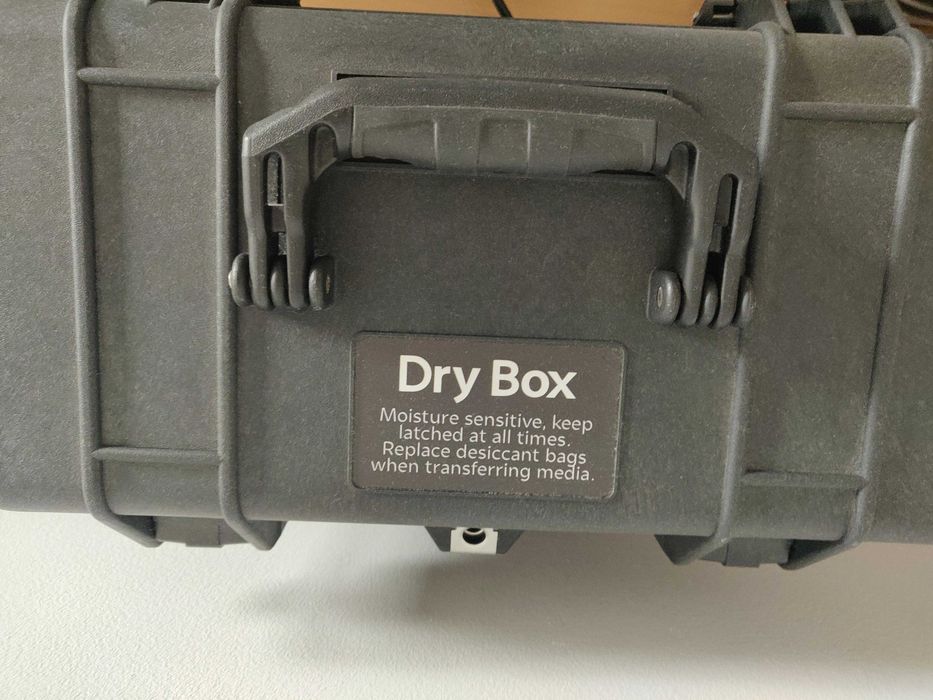 Dry Box
Moisture sensitive, keep
latched at all times.
Replace desiccant bags
when transferring media.